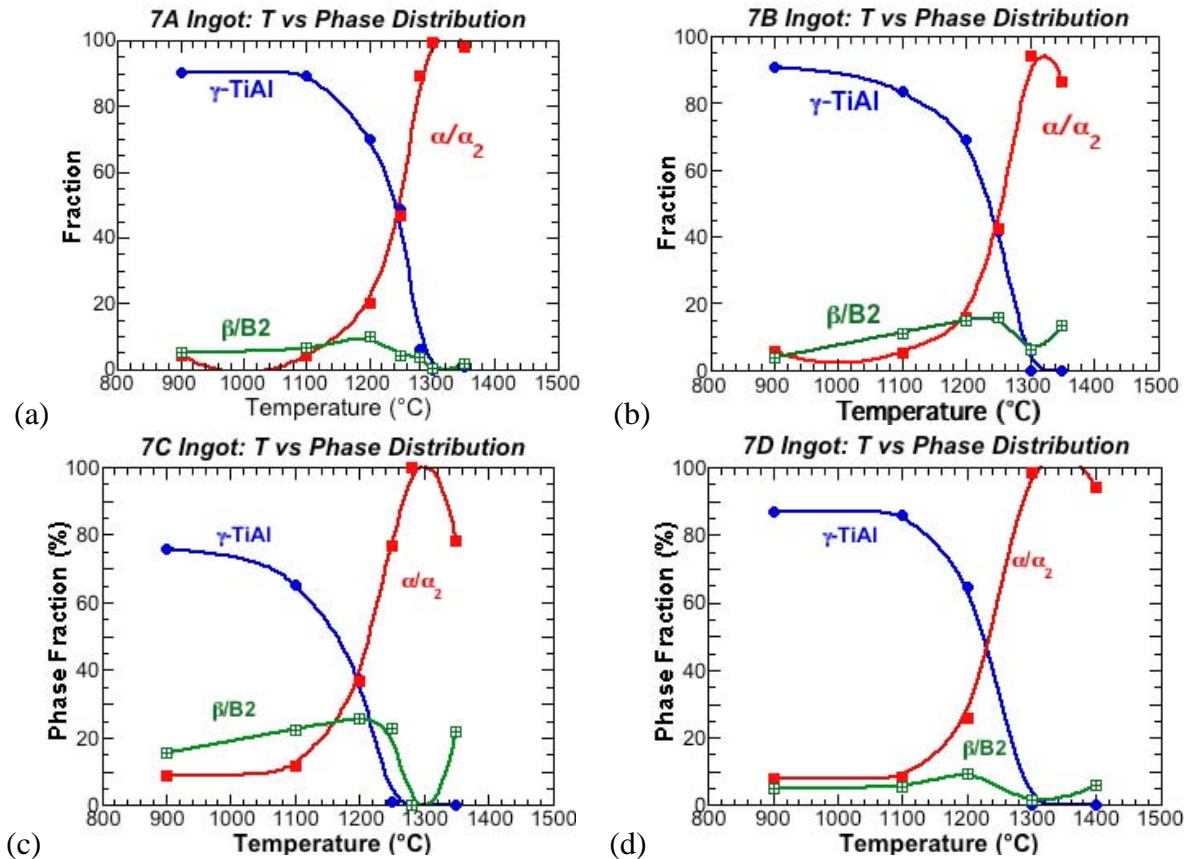 7A Ingot: T vs Phase Distribution
100
80
60
40
20
0
Fraction
γ-TiAl
α/α2
β/B2
800 900 1000 1100 1200 1300 1400 1500
Temperature (°C)
(a)
7B Ingot: T vs Phase Distribution
100
80
60
40
20
0
Fraction
γ-TiAl
α/α2
β/B2
800 900 1000 1100 1200 1300 1400 1500
Temperature (°C)
(b)
7C Ingot: T vs Phase Distribution
100
80
60
40
20
0
Phase Fraction (%)
γ-TiAl
α/α2
β/B2
800 900 1000 1100 1200 1300 1400 1500
Temperature (°C)
(c)
7D Ingot: T vs Phase Distribution
100
80
60
40
20
0
Phase Fraction (%)
γ-TiAl
α/α2
β/B2
800 900 1000 1100 1200 1300 1400 1500
Temperature (°C)
(d)